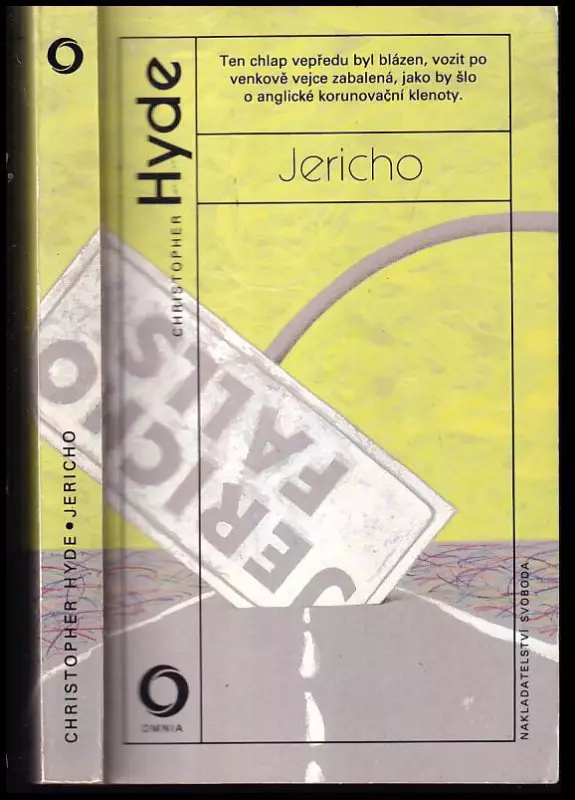 Ten chlap vepředu byl blázen, vozit po
venkově vejce zabalená, jako by šlo
o anglické korunovační klenoty.
CHRISTOPHER Hyde
Jericho
JERICHO
FALLS
CHRISTOPHER HYDE • JERICHO
OMNIA
NAKLADATELSTVÍ SVOBODA